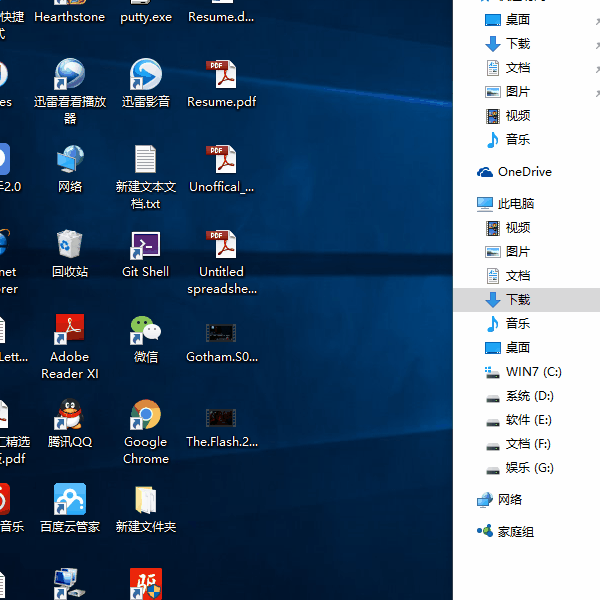 快捷
式
Hearthstone
putty.exe
Resume.d...
es
迅雷看看播放
器
迅雷影音
Resume.pdf
2.0
网络
新建文本文
档.txt
Unoffical_...
net
rer
回收站
Git Shell
Untitled
spreadshe...
Lett...
Adobe
Reader XI
微信
Gotham.S0...
汇精选
.pdf
腾讯QQ
Google
Chrome
The.Flash.2...
音乐
百度云管家
新建文件夹
驱
桌面
下载
文档
图片
视频
音乐
OneDrive
此电脑
视频
图片
文档
下载
音乐
桌面
WIN7 (C:)
系统 (D:)
软件 (E:)
文档 (F:)
娱乐 (G:)
网络
家庭组